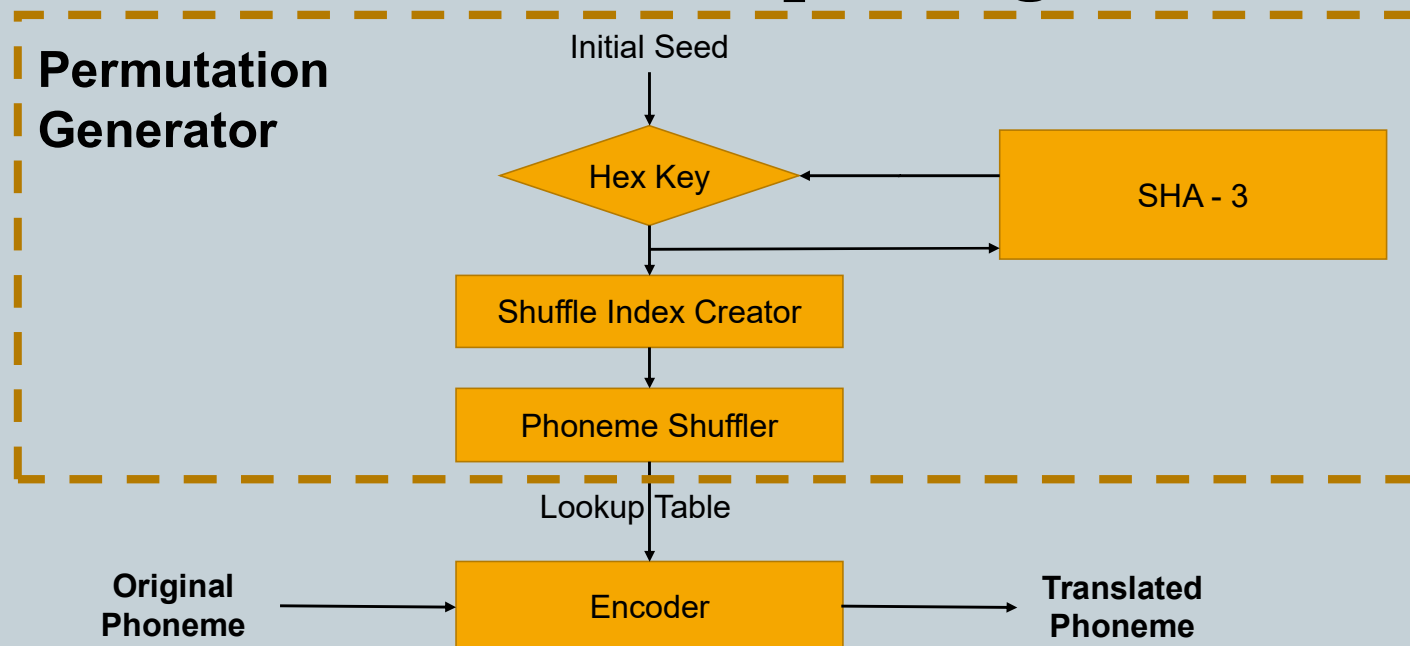 Permutation
Generator
Initial Seed
Hex Key
SHA - 3
Shuffle Index Creator
Phoneme Shuffler
Lookup Table
Original
Phoneme
Encoder
Translated
Phoneme